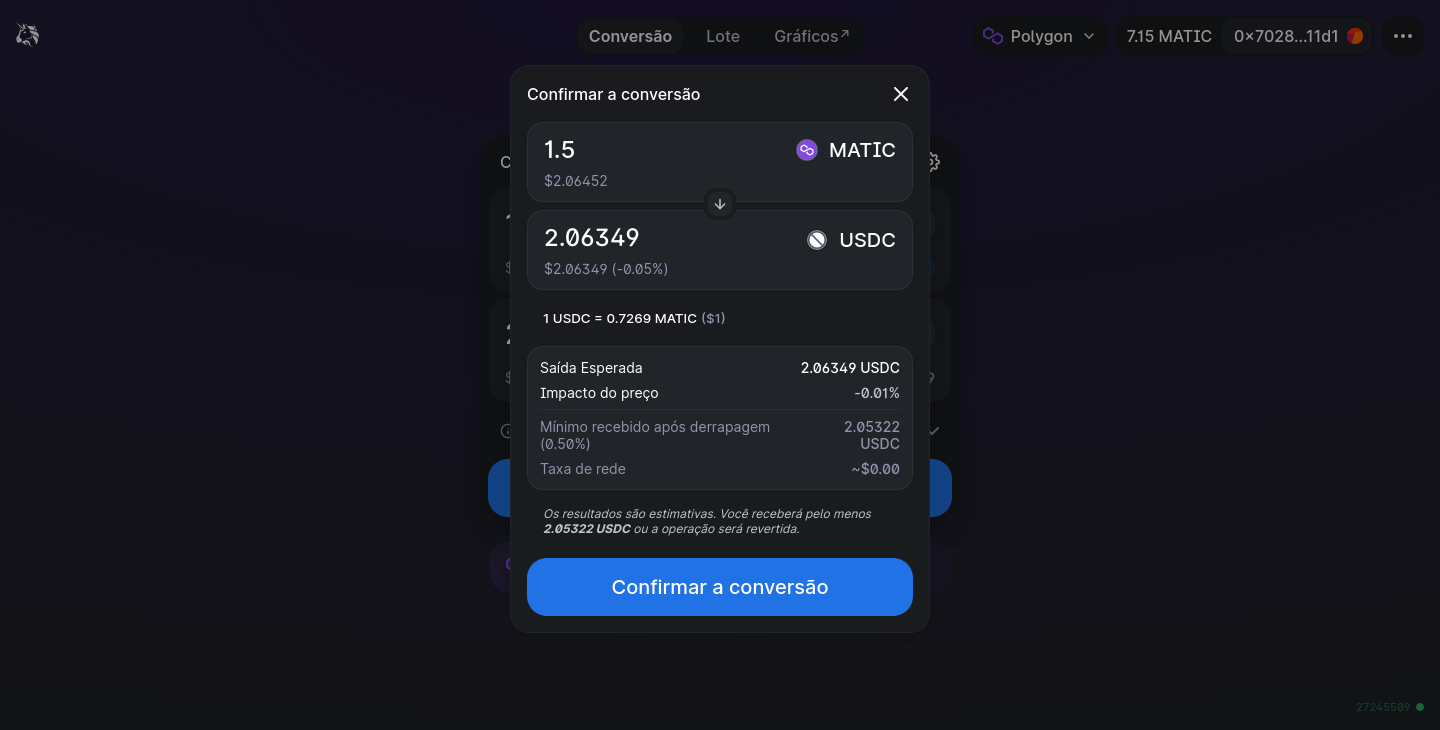 Conversão Lote Gráficos↗ Polygon 7.15 MATIC 0x7028...11d1
Confirmar a conversão
1.5 MATIC
$2.06452
2.06349 USDC
$2.06349 (-0.05%)
1 USDC = 0.7269 MATIC ($1)
Saída Esperada 2.06349 USDC
Impacto do preço -0.01%
Mínimo recebido após derrapagem 2.05322
(0.50%) USDC
Taxa de rede ~$0.00
Os resultados são estimativas. Você receberá pelo menos
2.05322 USDC ou a operação será revertida.
Confirmar a conversão
27245509